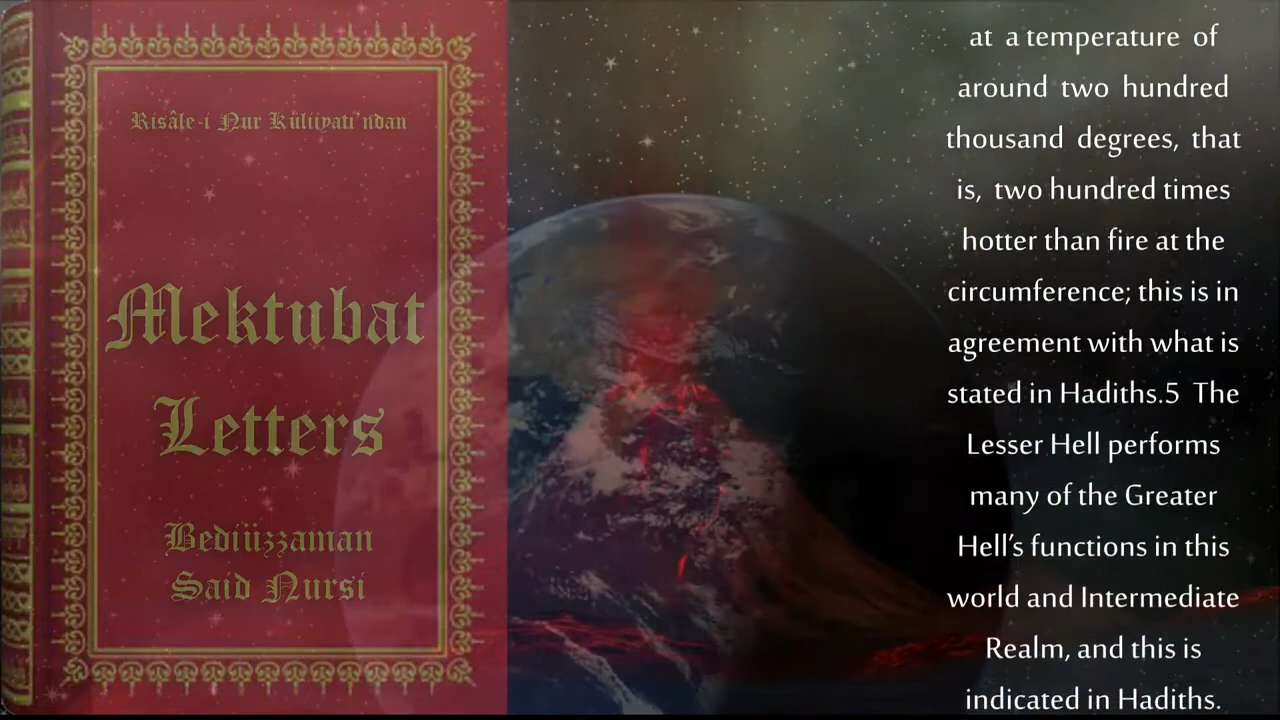 Risâle-i Nur Külliyatı'ndan
Mektubat
Letters
Bediüzzaman
Said Nursi
at a temperature of
around two hundred
thousand degrees, that
is, two hundred times
hotter than fire at the
circumference; this is in
agreement with what is
stated in Hadiths.5 The
Lesser Hell performs
many of the Greater
Hell's functions in this
world and Intermediate
Realm, and this is
indicated in Hadiths.